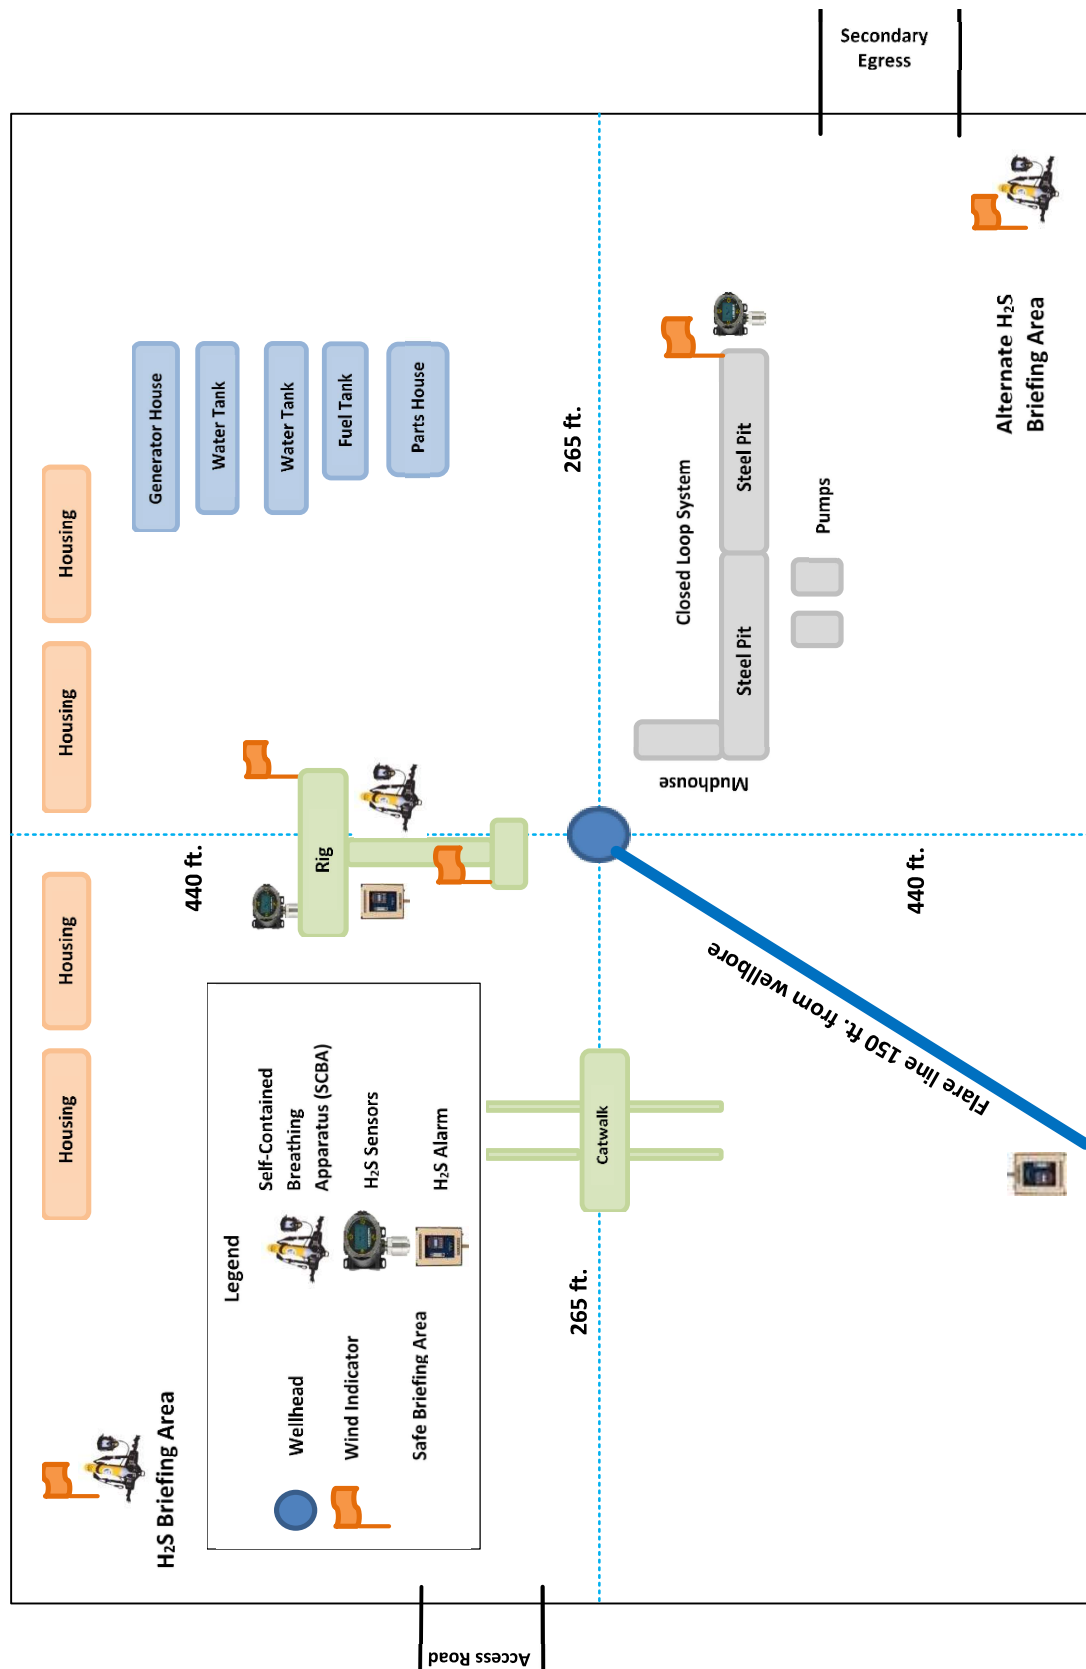 Secondary
Egress
Alternate H₂S
Briefing Area
Generator House
Water Tank
Water Tank
Fuel Tank
Parts House
265 ft.
Closed Loop System
Steel Pit
Steel Pit
Pumps
Mudhouse
Housing
Housing
Housing
Housing
440 ft.
Rig
440 ft.
Flare line 150 ft. from wellbore
Catwalk
265 ft.
Legend
Self-Contained
Breathing
Apparatus (SCBA)
H₂S Sensors
H₂S Alarm
Wellhead
Wind Indicator
Safe Briefing Area
H₂S Briefing Area
Access Road